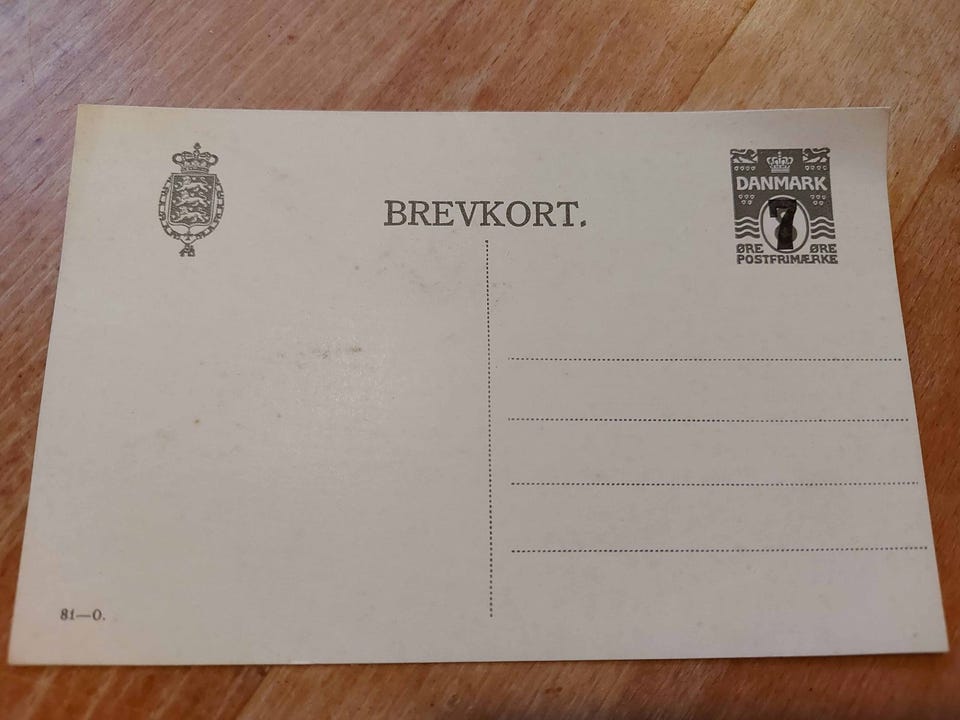 BREVKORT.
DANMARK
7
ØRE ØRE
POSTFRIMÆRKE
81—0.